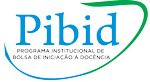 Pibid
PROGRAMA INSTITUCIONAL DE
BOLSA DE INICIAÇÃO A DOCÊNCIA